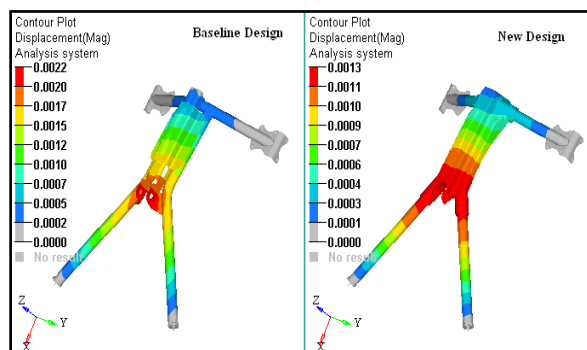 Contour Plot
Displacement(Mag)
Analysis system
Baseline Design
0.0022
0.0020
0.0017
0.0015
0.0012
0.0010
0.0007
0.0005
0.0002
0.0000
No result
Z
Y
X
Contour Plot
Displacement(Mag)
Analysis system
New Design
0.0013
0.0011
0.0010
0.0009
0.0007
0.0006
0.0004
0.0003
0.0001
0.0000
No result
Z
Y
X